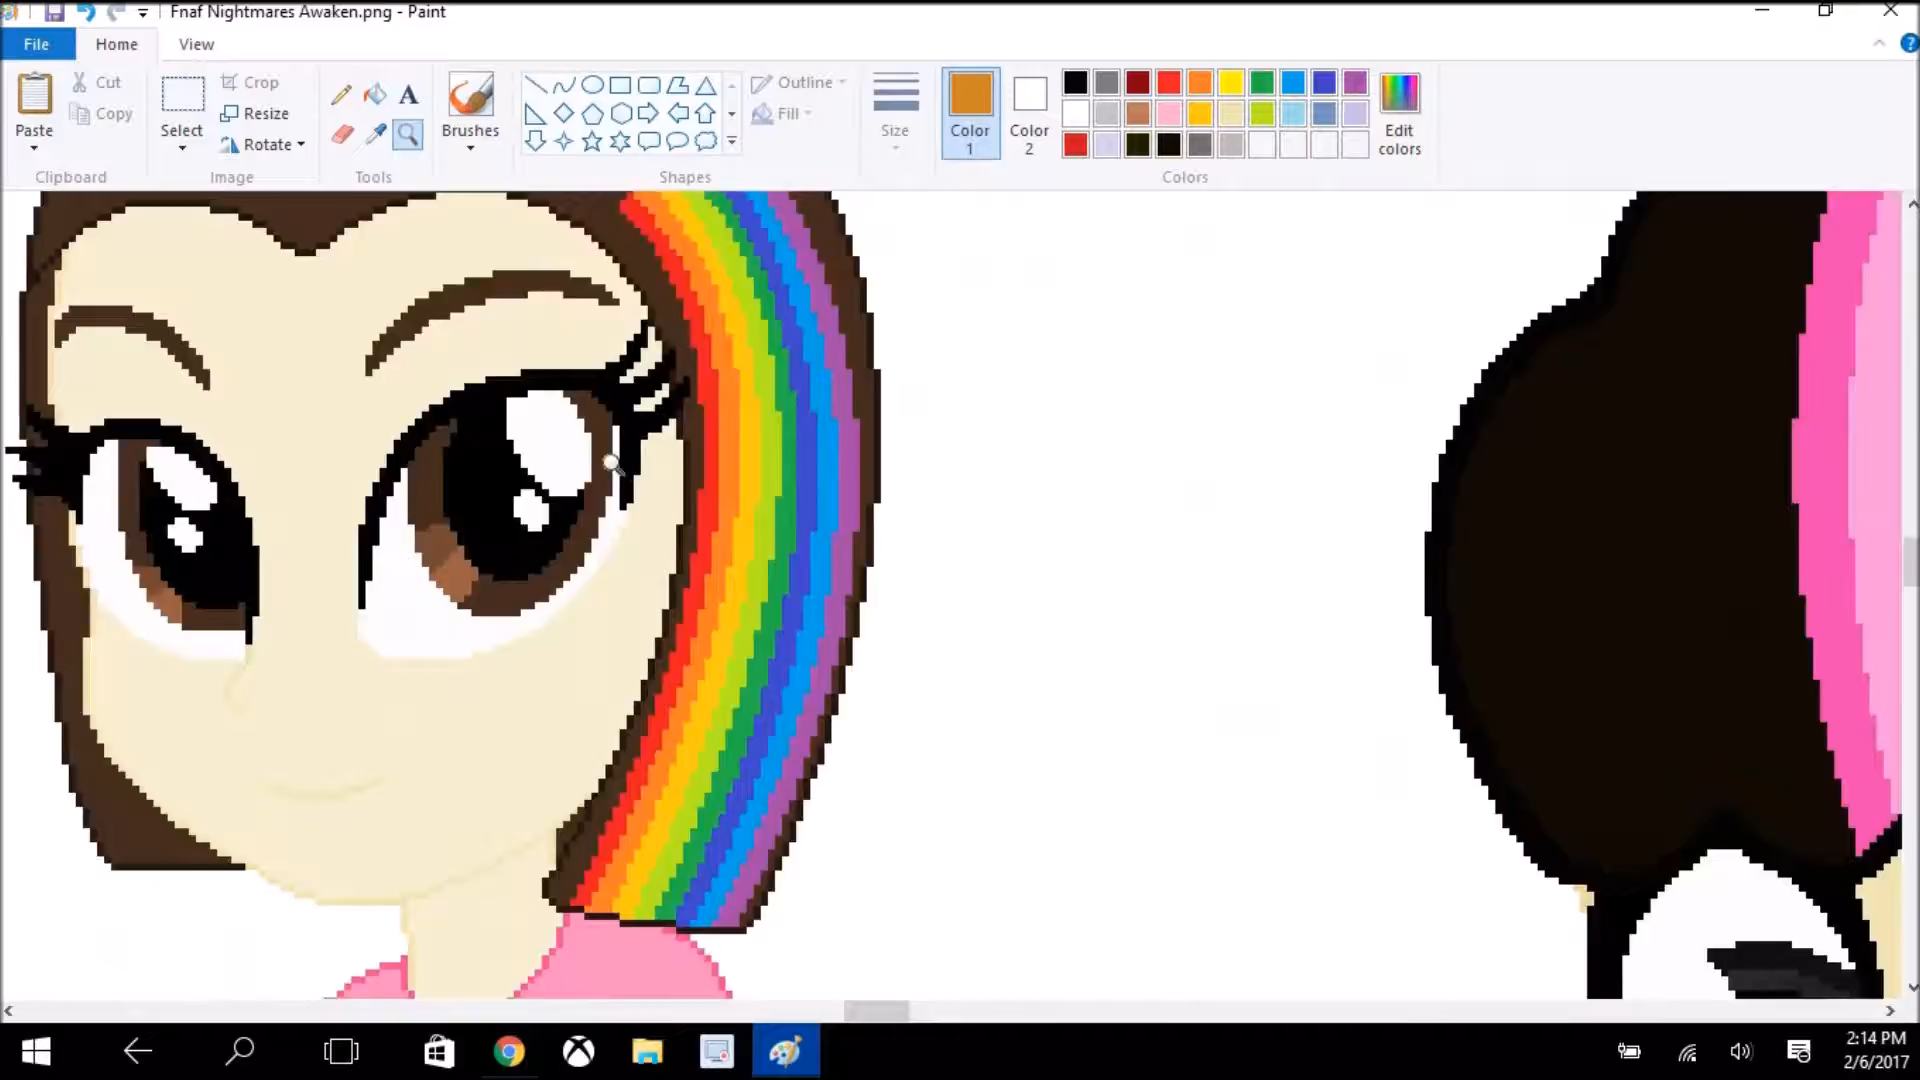 Fnaf Nightmares Awaken.png - Paint
File Home View
Paste
Cut
Copy
Clipboard
Select
Crop
Resize
Rotate
Image
A
Tools
Brushes
Shapes
Outline
Fill
Size
Color 1
Color 2
Edit colors
Colors
?
2:14 PM
2/6/2017